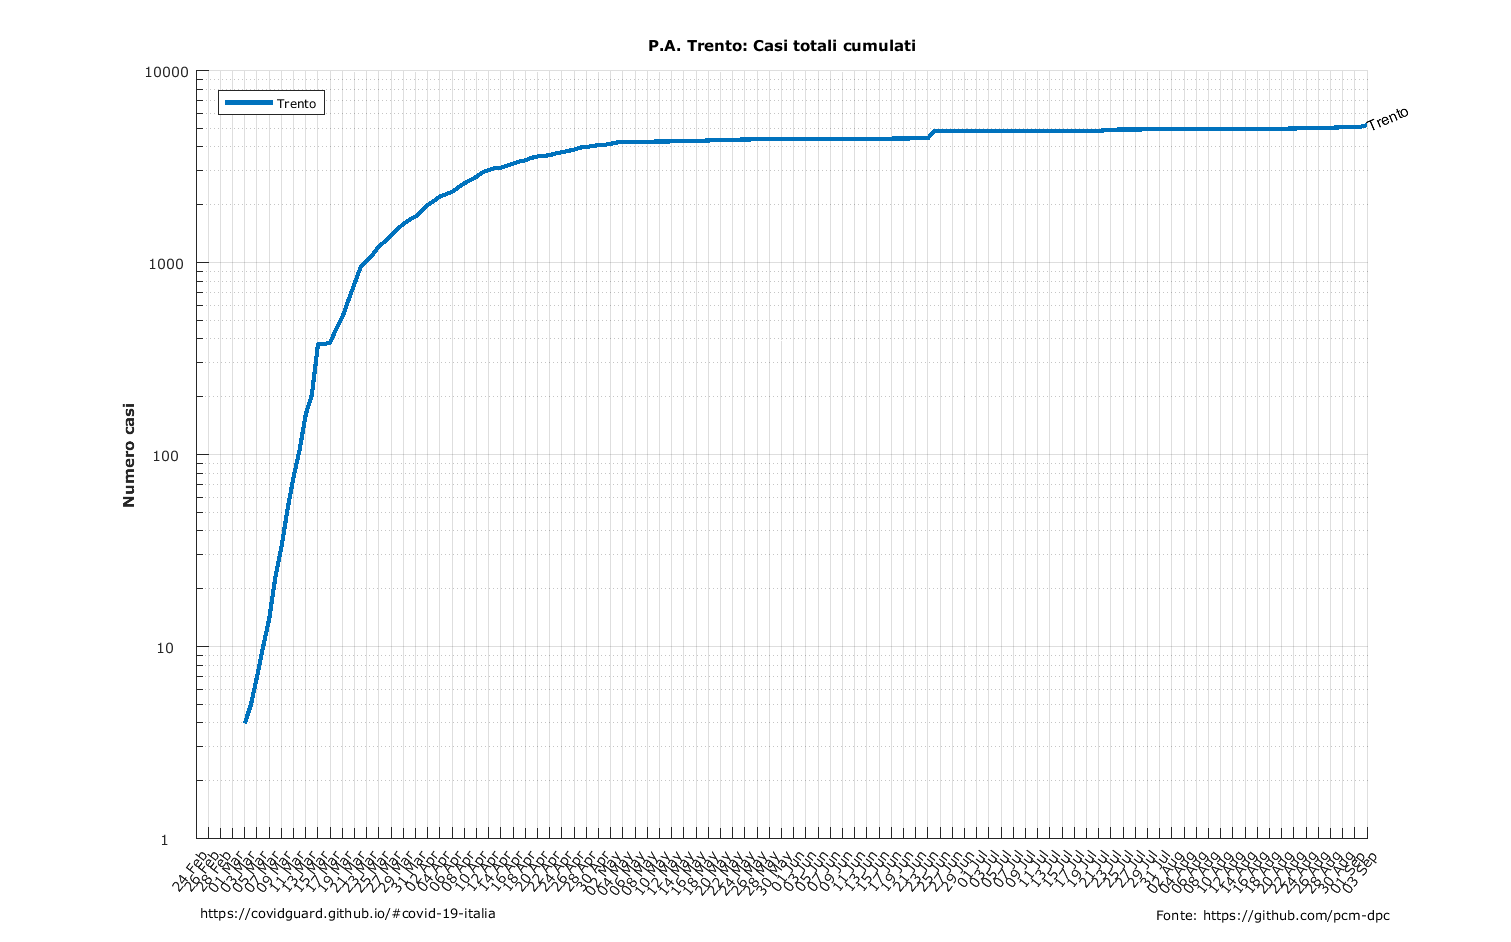 P.A. Trento: Casi totali cumulati
10000
1000
100
10
1
Numero casi
Trento
Trento
24 Feb
26 Feb
28 Feb
01 Mar
03 Mar
05 Mar
07 Mar
09 Mar
11 Mar
13 Mar
15 Mar
17 Mar
19 Mar
21 Mar
23 Mar
25 Mar
27 Mar
29 Mar
31 Mar
02 Apr
04 Apr
06 Apr
08 Apr
10 Apr
12 Apr
14 Apr
16 Apr
18 Apr
20 Apr
22 Apr
24 Apr
26 Apr
28 Apr
30 Apr
02 May
04 May
06 May
08 May
10 May
12 May
14 May
16 May
18 May
20 May
22 May
24 May
26 May
28 May
30 May
01 Jun
03 Jun
05 Jun
07 Jun
09 Jun
11 Jun
13 Jun
15 Jun
17 Jun
19 Jun
21 Jun
23 Jun
25 Jun
27 Jun
29 Jun
01 Jul
03 Jul
05 Jul
07 Jul
09 Jul
11 Jul
13 Jul
15 Jul
17 Jul
19 Jul
21 Jul
23 Jul
25 Jul
27 Jul
29 Jul
31 Jul
02 Aug
04 Aug
06 Aug
08 Aug
10 Aug
12 Aug
14 Aug
16 Aug
18 Aug
20 Aug
22 Aug
24 Aug
26 Aug
28 Aug
30 Aug
01 Sep
03 Sep
https://covidguard.github.io/#covid-19-italia
Fonte: https://github.com/pcm-dpc